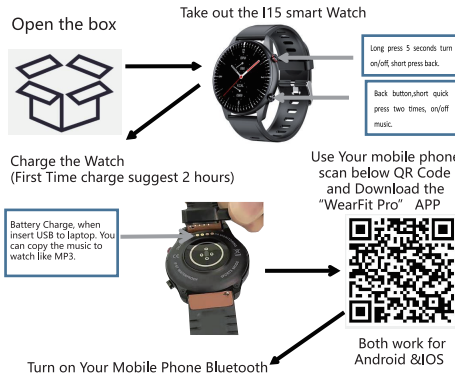 Open the box
Take out the I15 smart Watch
Long press 5 seconds turn
on/off, short press back.
Back button,short quick
press two times, on/off
music.
Charge the Watch
(First Time charge suggest 2 hours)
Use Your mobile phone
scan below QR Code
and Download the
"WearFit Pro" APP
Battery Charge, when
insert USB to laptop. You
can copy the music to
watch like MP3.
Both work for
Android &IOS
Turn on Your Mobile Phone Bluetooth